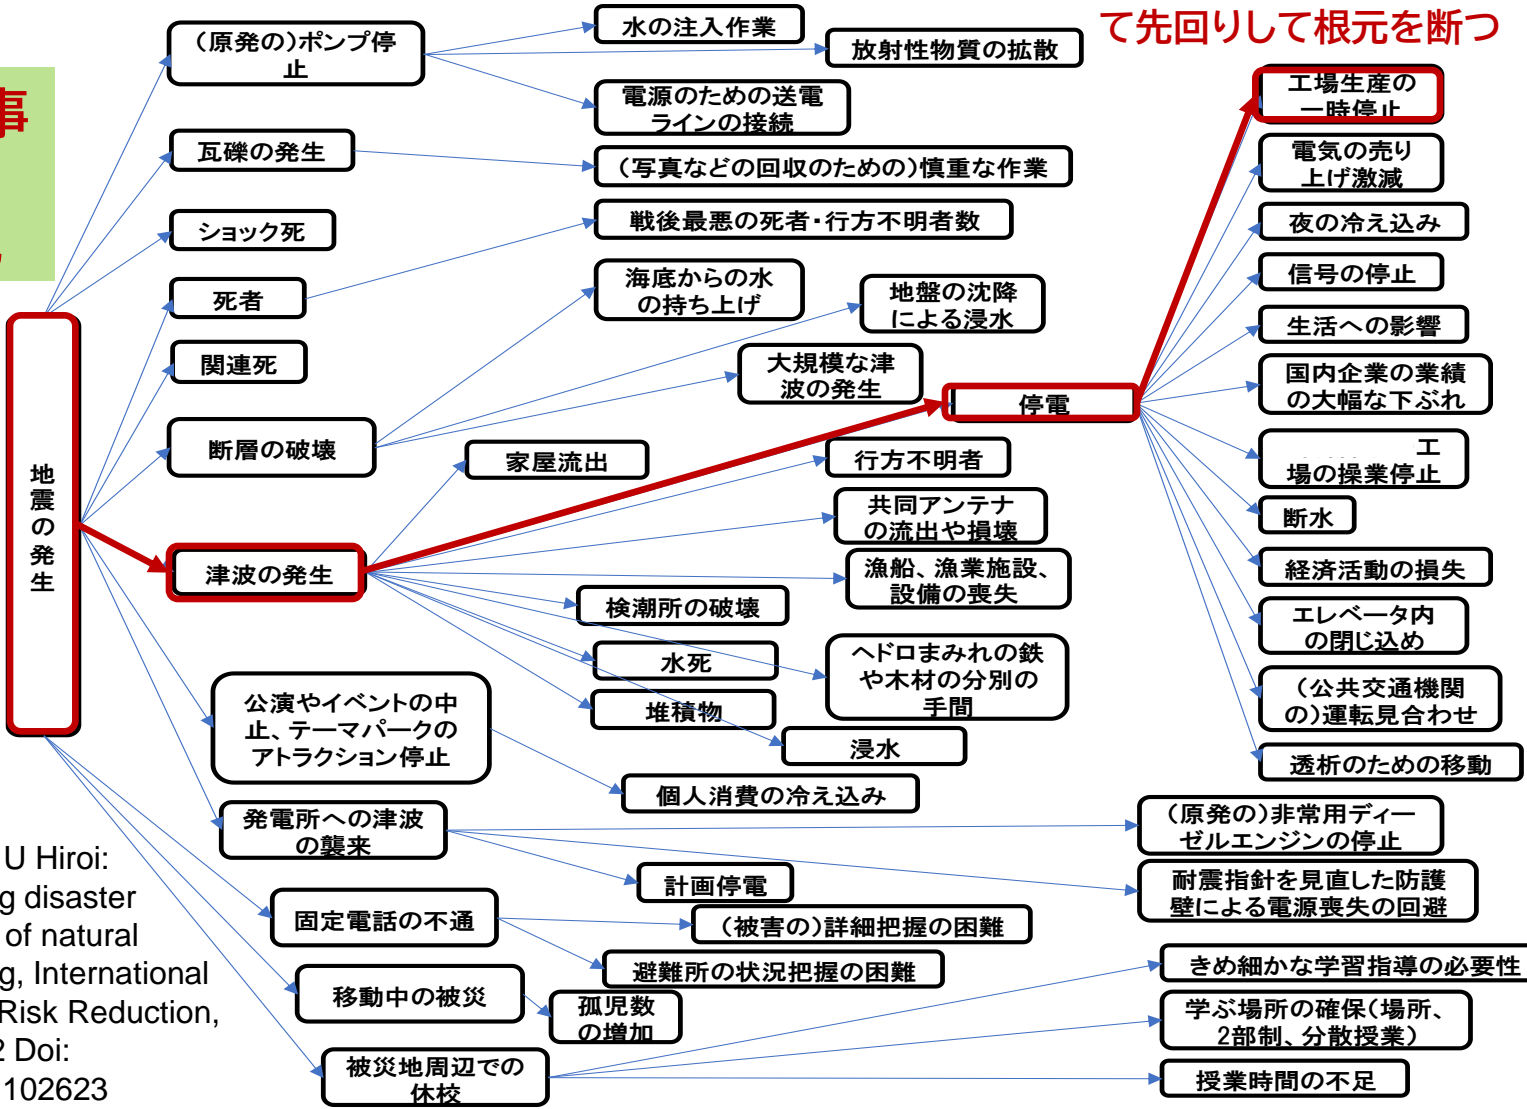 て先回りして根元を断つ
事
地震の発生
(原発の)ポンプ停
止
瓦礫の発生
ショック死
死者
関連死
断層の破壊
津波の発生
公演やイベントの中
止、テーマパークの
アトラクション停止
発電所への津波
の襲来
固定電話の不通
移動中の被災
被災地周辺での
休校
水の注入作業
放射性物質の拡散
電源のための送電
ラインの接続
(写真などの回収のための)慎重な作業
戦後最悪の死者・行方不明者数
海底からの水
の持ち上げ
地盤の沈降
による浸水
大規模な津
波の発生
停電
家屋流出
行方不明者
共同アンテナ
の流出や損壊
漁船、漁業施設、
設備の喪失
検潮所の破壊
水死
ヘドロまみれの鉄
や木材の分別の
手間
堆積物
浸水
個人消費の冷え込み
計画停電
(被害の)詳細把握の困難
避難所の状況把握の困難
孤児数
の増加
工場生産の
一時停止
電気の売り
上げ激減
夜の冷え込み
信号の停止
生活への影響
国内企業の業績
の大幅な下ぶれ
工
場の操業停止
断水
経済活動の損失
エレベータ内
の閉じ込め
(公共交通機関
の)運転見合わせ
透析のための移動
(原発の)非常用ディー
ゼルエンジンの停止
耐震指針を見直した防護
壁による電源喪失の回避
きめ細かな学習指導の必要性
学ぶ場所の確保(場所、
2部制、分散授業)
授業時間の不足
U Hiroi:
g disaster
of natural
g, International
Risk Reduction,
2 Doi:
102623